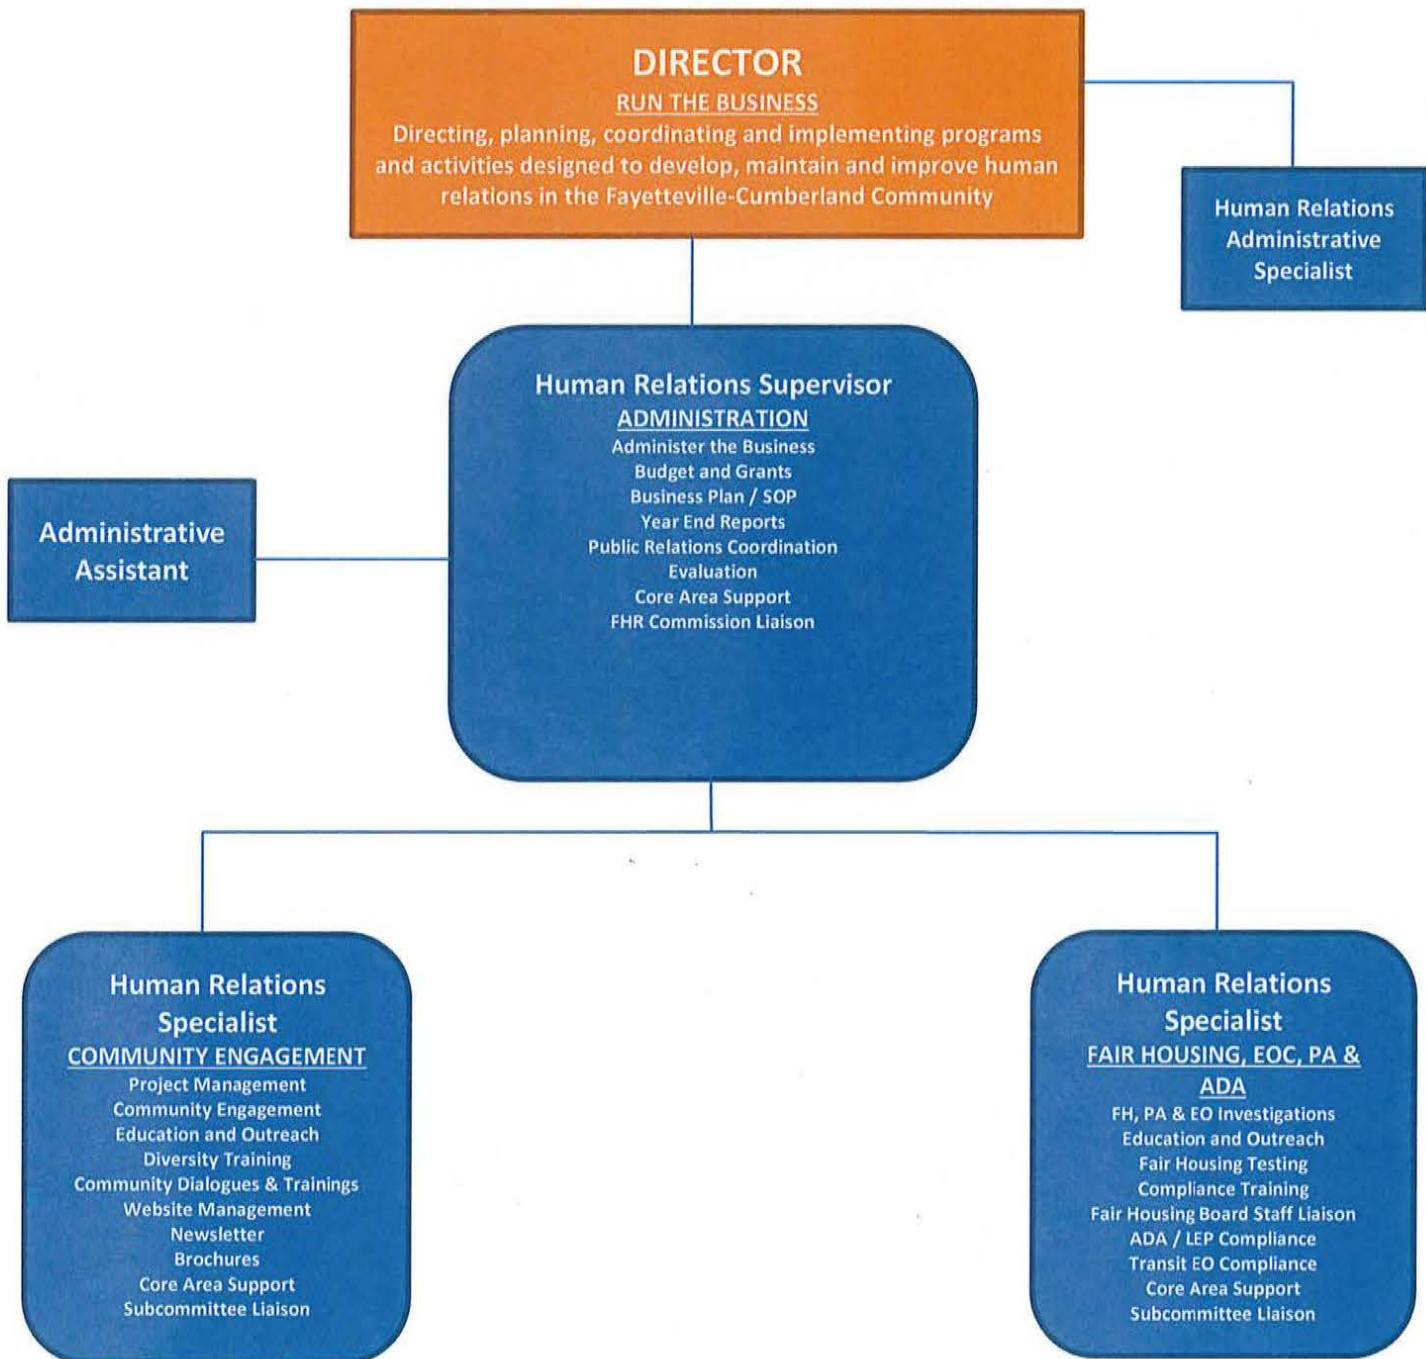 DIRECTOR
RUN THE BUSINESS
Directing, planning, coordinating and implementing programs
and activities designed to develop, maintain and improve human
relations in the Fayetteville-Cumberland Community
Human Relations
Administrative
Specialist
Human Relations Supervisor
ADMINISTRATION
Administer the Business
Budget and Grants
Business Plan / SOP
Year End Reports
Public Relations Coordination
Evaluation
Core Area Support
FHR Commission Liaison
Administrative
Assistant
Human Relations
Specialist
COMMUNITY ENGAGEMENT
Project Management
Community Engagement
Education and Outreach
Diversity Training
Community Dialogues & Trainings
Website Management
Newsletter
Brochures
Core Area Support
Subcommittee Liaison
Human Relations
Specialist
FAIR HOUSING, EOC, PA &
ADA
FH, PA & EO Investigations
Education and Outreach
Fair Housing Testing
Compliance Training
Fair Housing Board Staff Liaison
ADA / LEP Compliance
Transit EO Compliance
Core Area Support
Subcommittee Liaison